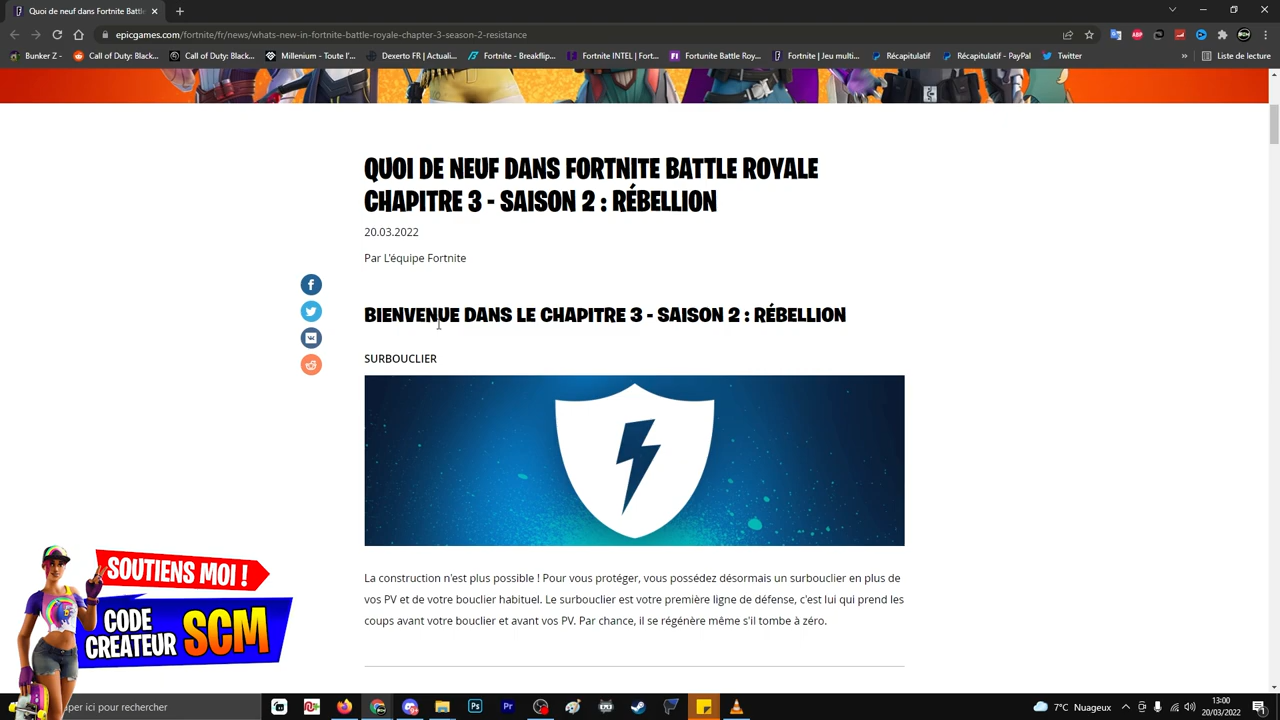 Quoi de neuf dans Fortnite Battle
epicgames.com/fortnite/fr/news/whats-new-in-fortnite-battle-royale-chapter-3-season-2-resistance
Bunker Z -
Call of Duty: Black...
Call of Duty: Black...
Millenium - Toute l'...
Dexerto FR | Actuali...
Fortnite - Breakflip...
Fortnite INTEL | Fort...
Fortunite Battle Roy...
Fortnite | Jeu multi...
Récapitulatif
Récapitulatif - PayPal
Twitter
»
Liste de lecture
QUOI DE NEUF DANS FORTNITE BATTLE ROYALE
CHAPITRE 3 - SAISON 2 : RÉBELLION
20.03.2022
Par L'équipe Fortnite
BIENVENUE DANS LE CHAPITRE 3 - SAISON 2 : RÉBELLION
SURBOUCLIER
La construction n'est plus possible ! Pour vous protéger, vous possédez désormais un surbouclier en plus de
vos PV et de votre bouclier habituel. Le surbouclier est votre première ligne de défense, c'est lui qui prend les
coups avant votre bouclier et avant vos PV. Par chance, il se régénère même s'il tombe à zéro.
SOUTIENS MOI !
CODE
CREATEUR SCM
per ici pour rechercher
7°C Nuageux
13:00
20/03/2022